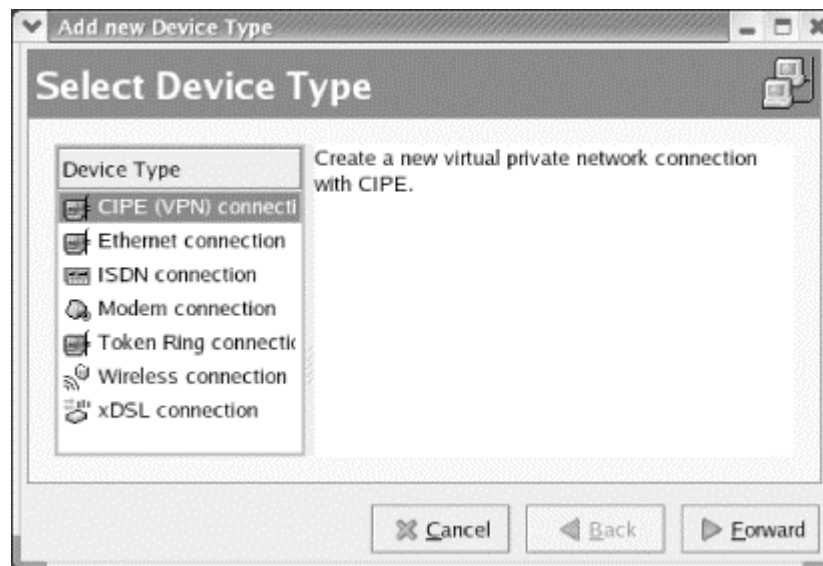 Add new Device Type
Select Device Type
Device Type
CIPE (VPN) connecti
Ethernet connection
ISDN connection
Modem connection
Token Ring connectic
Wireless connection
xDSL connection
Create a new virtual private network connection
with CIPE.
Cancel
Back
Forward